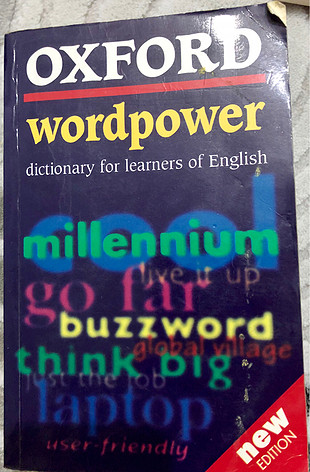 OXFORD
wordpower
dictionary for learners of English
cool
millennium
live it up
go far
buzzword
global village
think big
just the job
laptop
user-friendly
new
EDITION